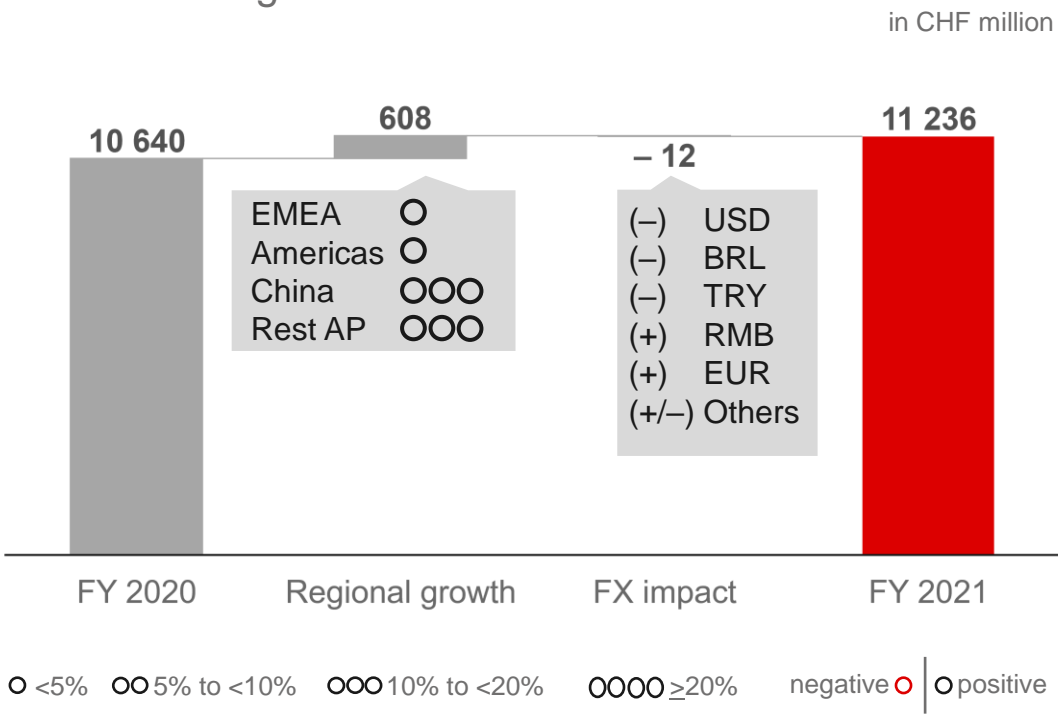 in CHF million
10 640
608
– 12
11 236
EMEA
Americas
China
Rest AP
(–) USD
(–) BRL
(–) TRY
(+) RMB
(+) EUR
(+/–) Others
FY 2020
Regional growth
FX impact
FY 2021
<5%
5% to <10%
10% to <20%
≥20%
negative
positive